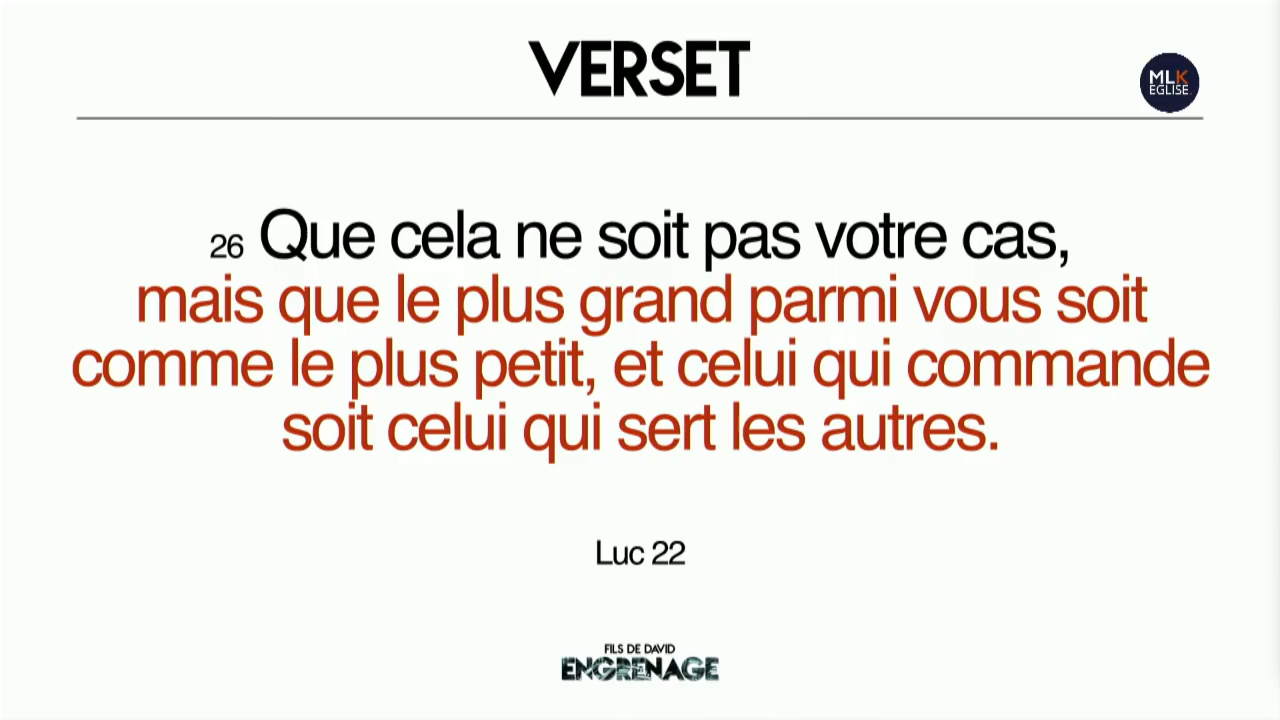 VERSET
MLK
EGLISE
26 Que cela ne soit pas votre cas,
mais que le plus grand parmi vous soit
comme le plus petit, et celui qui commande
soit celui qui sert les autres.
Luc 22
FILS DE DAVID
ENGRENAGE